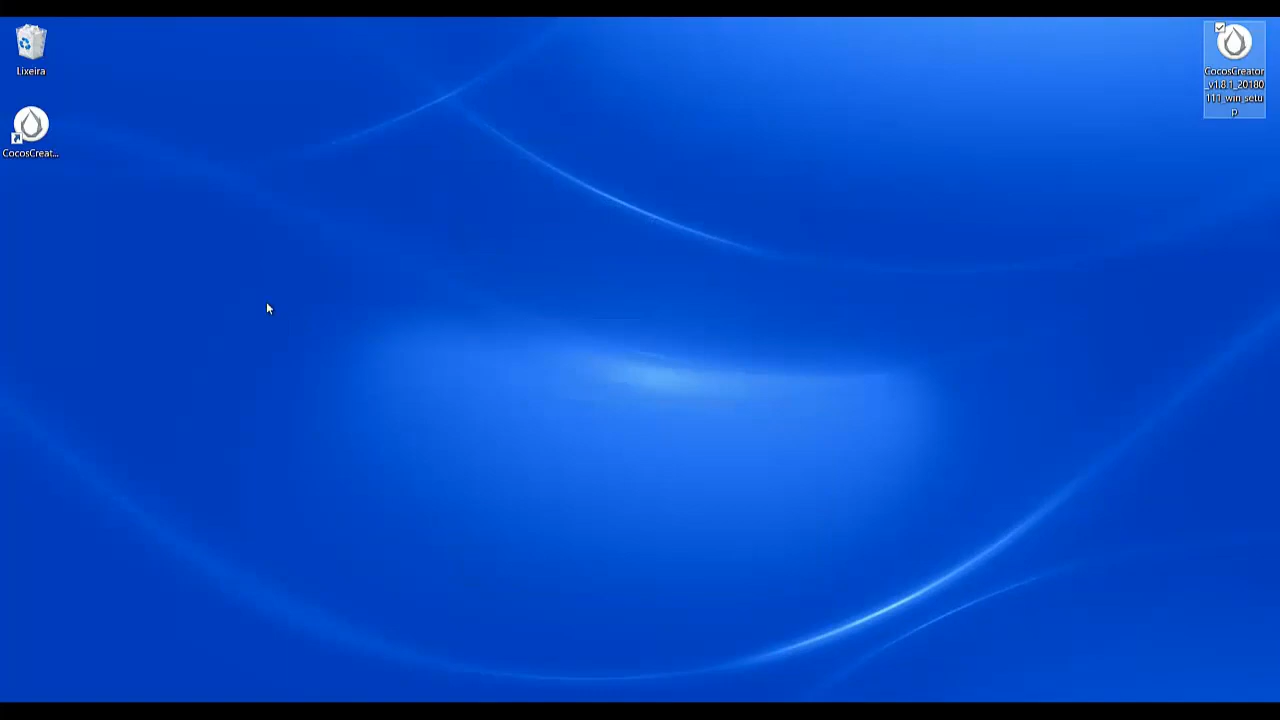 Lixeira
CocosCreat...
CocosCreator
_v1.8.1_20180
111_win_setu
p